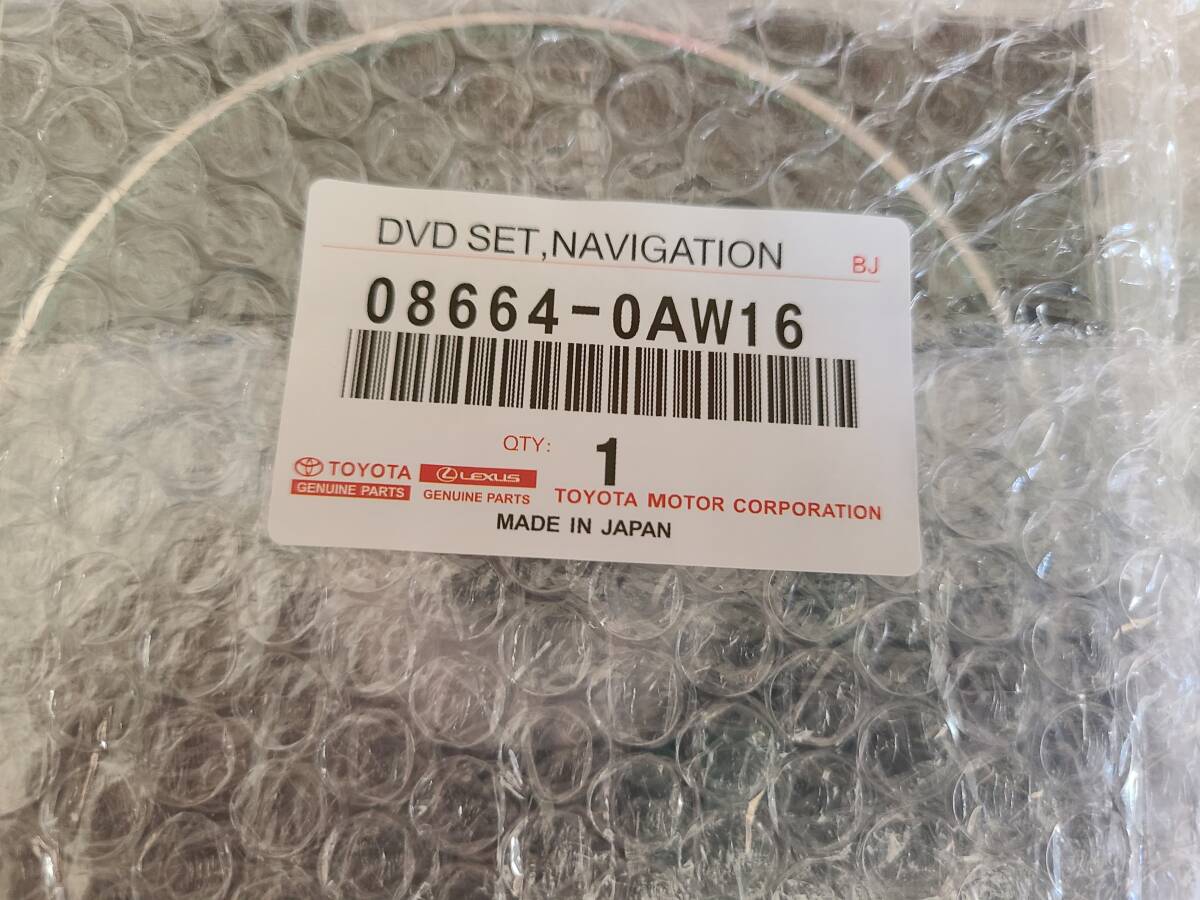 DVD SET,NAVIGATION
BJ
08664-0AW16
QTY: 1
TOYOTA
GENUINE PARTS
LEXUS
GENUINE PARTS
TOYOTA MOTOR CORPORATION
MADE IN JAPAN